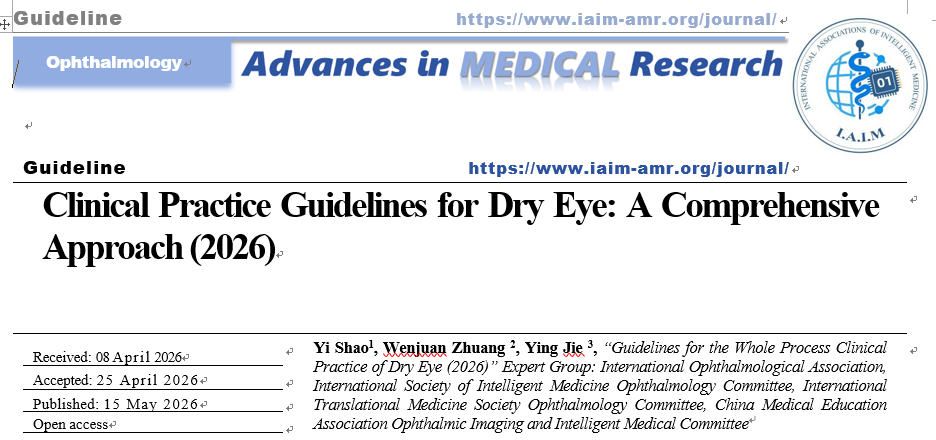 Guideline https://www.iaim-amr.org/journal/
Ophthalmology
Advances in MEDICAL Research
INTERNATIONAL ASSOCIATIONS OF INTELLIGENT MEDICINE
01
I.A.I.M
Guideline https://www.iaim-amr.org/journal/
Clinical Practice Guidelines for Dry Eye: A Comprehensive
Approach (2026)
Received: 08 April 2026
Accepted: 25 April 2026
Published: 15 May 2026
Open access
Yi Shao1, Wenjuan Zhuang 2, Ying Jie 3, “Guidelines for the Whole Process Clinical
Practice of Dry Eye (2026)” Expert Group: International Ophthalmological Association,
International Society of Intelligent Medicine Ophthalmology Committee, International
Translational Medicine Society Ophthalmology Committee, China Medical Education
Association Ophthalmic Imaging and Intelligent Medical Committee